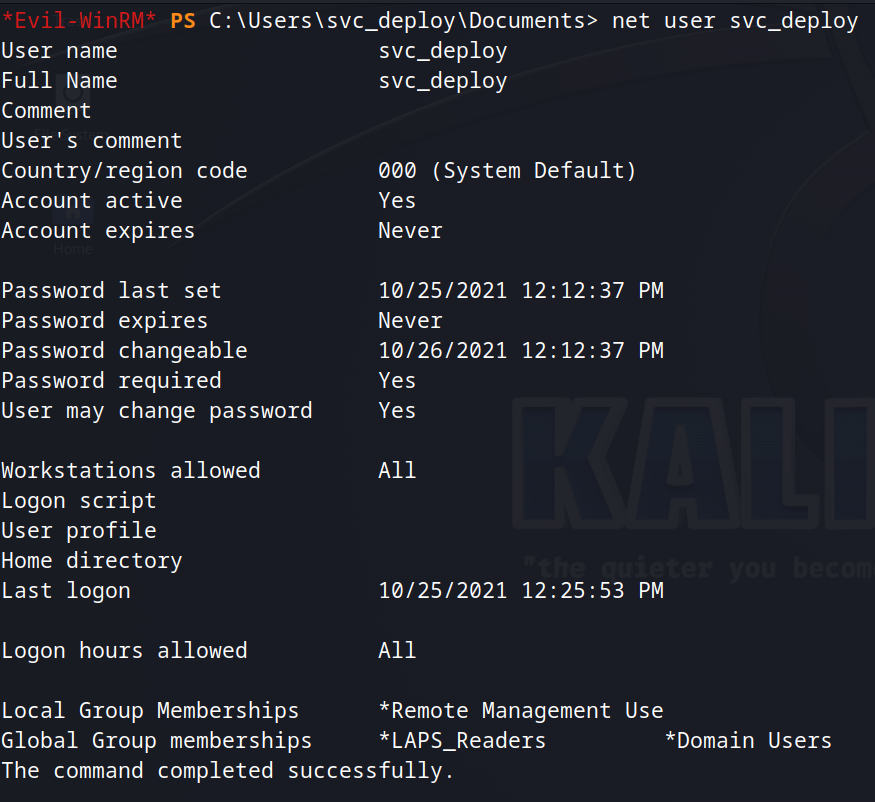 *Evil-WinRM* PS C:\Users\svc_deploy\Documents> net user svc_deploy
User name                    svc_deploy
Full Name                    svc_deploy
Comment
User's comment
Country/region code          000 (System Default)
Account active               Yes
Account expires              Never
Home
Password last set            10/25/2021 12:12:37 PM
Password expires             Never
Password changeable          10/26/2021 12:12:37 PM
Password required            Yes
User may change password     Yes
KALI
Workstations allowed         All
Logon script
User profile
Home directory
"the quieter you become
Last logon                   10/25/2021 12:25:53 PM
Logon hours allowed          All
Local Group Memberships      *Remote Management Use
Global Group memberships     *LAPS_Readers         *Domain Users
The command completed successfully.